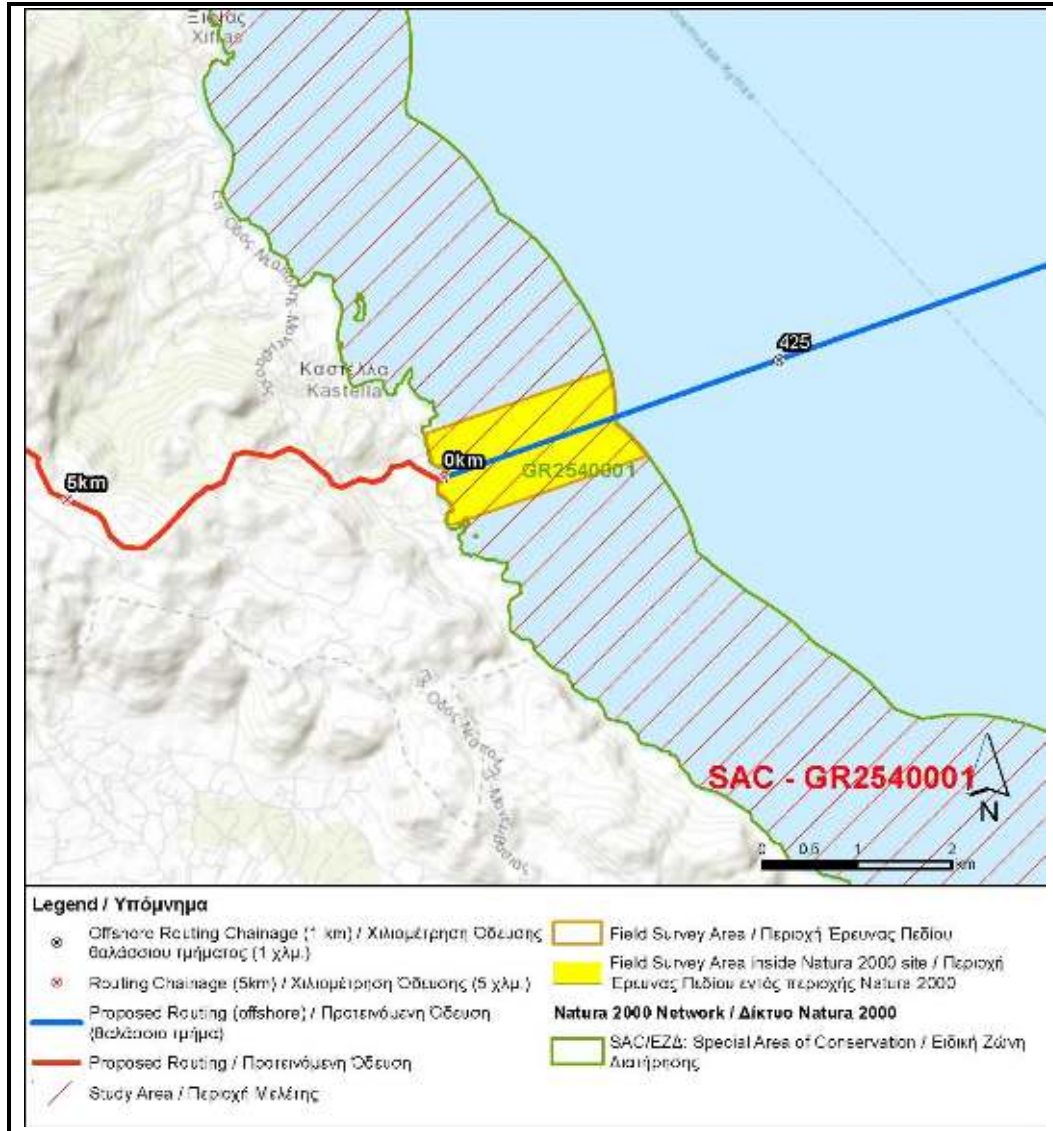 Ξιφιάς
Xifias
425
Καστέλλα
Kastella
0km
5km
GR2540001
SAC - GR2540001
N
0 0,5 1 2
km
Legend / Υπόμνημα
Offshore Routing Chainage (1 km) / Χιλιομέτρηση Όδευσης
θαλάσσιου τμήματος (1 χλμ.)
Routing Chainage (5km) / Χιλιομέτρηση Όδευσης (5 χλμ.)
Proposed Routing (offshore) / Προτεινόμενη Όδευση
(θαλάσσιο τμήμα)
Proposed Routing / Προτεινόμενη Όδευση
Study Area / Περιοχή Μελέτης
Field Survey Area / Περιοχή Έρευνας Πεδίου
Field Survey Area inside Natura 2000 site / Περιοχή
Έρευνας Πεδίου εντός περιοχής Natura 2000
Natura 2000 Network / Δίκτυο Natura 2000
SAC/ΕΖΔ: Special Area of Conservation / Ειδική Ζώνη
Διατήρησης